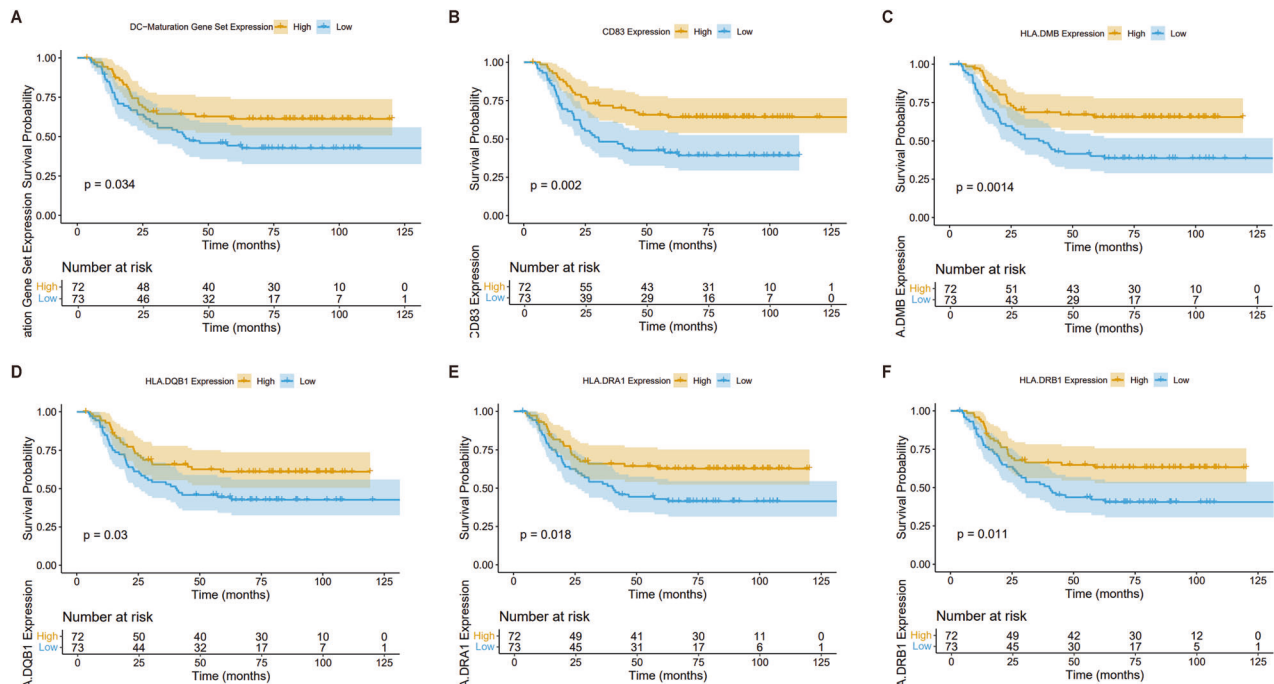 A
DC-Maturation Gene Set Expression High Low
ation Gene Set Expression Survival Probability
1.00
0.75
0.50
0.25
0.00
p = 0.034
0 25 50 75 100 125
Time (months)
Number at risk
High 72 48 40 30 10 0
Low 73 46 32 17 7 1
0 25 50 75 100 125
Time (months)
B
CD83 Expression High Low
Survival Probability
1.00
0.75
0.50
0.25
0.00
p = 0.002
0 25 50 75 100 125
Time (months)
CD83 Expression
Number at risk
High 72 55 43 31 10 1
Low 73 39 29 16 7 0
0 25 50 75 100 125
Time (months)
C
HLA.DMB Expression High Low
Survival Probability
1.00
0.75
0.50
0.25
0.00
p = 0.0014
0 25 50 75 100 125
Time (months)
A.DMB Expression
Number at risk
High 72 51 43 30 10 0
Low 73 43 29 17 7 1
0 25 50 75 100 125
Time (months)
D
HLA.DQB1 Expression High Low
Survival Probability
1.00
0.75
0.50
0.25
0.00
p = 0.03
0 25 50 75 100 125
Time (months)
A.DQB1 Expression
Number at risk
High 72 50 40 30 10 0
Low 73 44 32 17 7 1
0 25 50 75 100 125
Time (months)
E
HLA.DRA1 Expression High Low
Survival Probability
1.00
0.75
0.50
0.25
0.00
p = 0.018
0 25 50 75 100 125
Time (months)
A.DRA1 Expression
Number at risk
High 72 49 41 30 11 0
Low 73 45 31 17 6 1
0 25 50 75 100 125
Time (months)
F
HLA.DRB1 Expression High Low
Survival Probability
1.00
0.75
0.50
0.25
0.00
p = 0.011
0 25 50 75 100 125
Time (months)
A.DRB1 Expression
Number at risk
High 72 49 42 30 12 0
Low 73 45 30 17 5 1
0 25 50 75 100 125
Time (months)